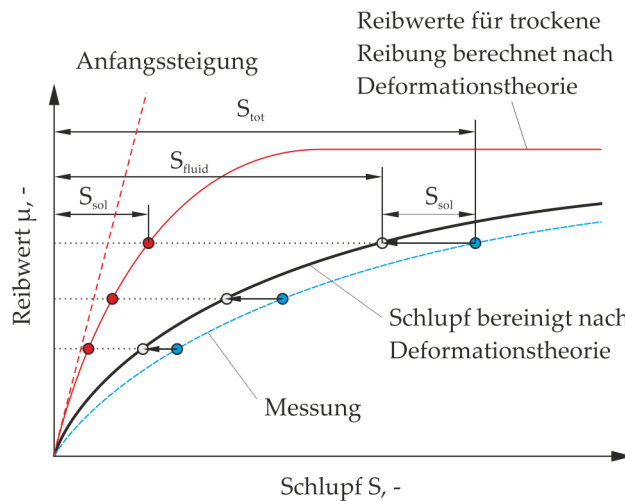 Reibwerte für trockene
Reibung berechnet nach
Deformationstheorie
Anfangssteigung
S_tot
S_fluid
S_sol
S_sol
Reibwert µ, -
Schlupf bereinigt nach
Deformationstheorie
Messung
Schlupf S, -